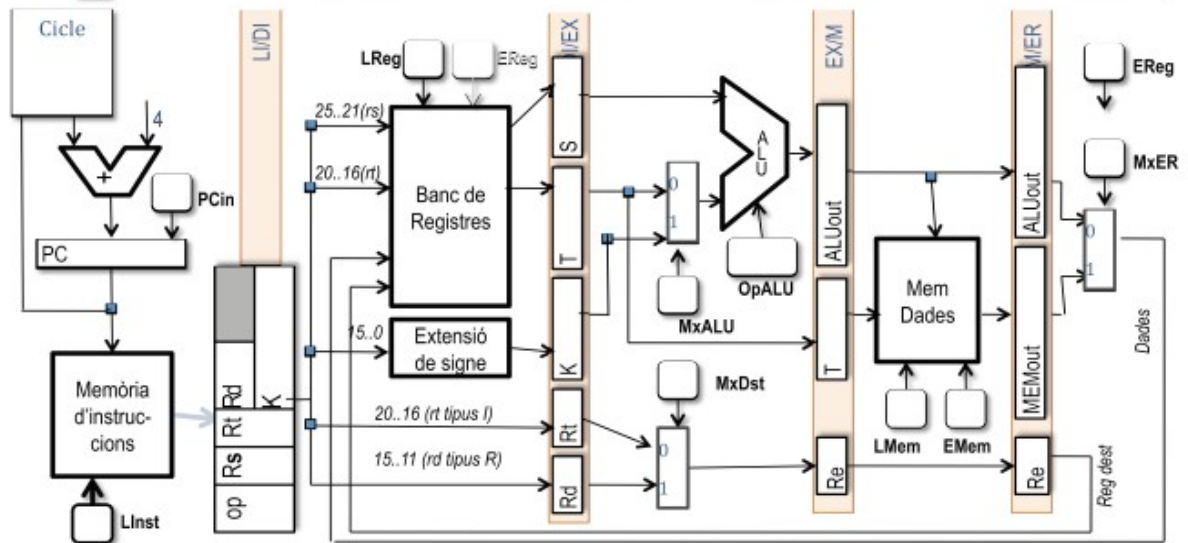 Cicle
4
+
PCin
PC
Memòria
d'instruc-
cions
LInst
LI/DI
Rd
K
Rt
Rs
op
LReg
EReg
25..21(rs)
20..16(rt)
Banc de
Registres
15..0
Extensió
de signe
20..16 (rt tipus I)
15..11 (rd tipus R)
DI/EX
S
T
K
Rt
Rd
0
1
MxALU
ALU
OpALU
MxDst
0
1
EX/M
ALUout
T
Re
Mem
Dades
LMem
EMem
M/ER
ALUout
MEMout
Re
EReg
MxER
0
1
Dades
Reg dest